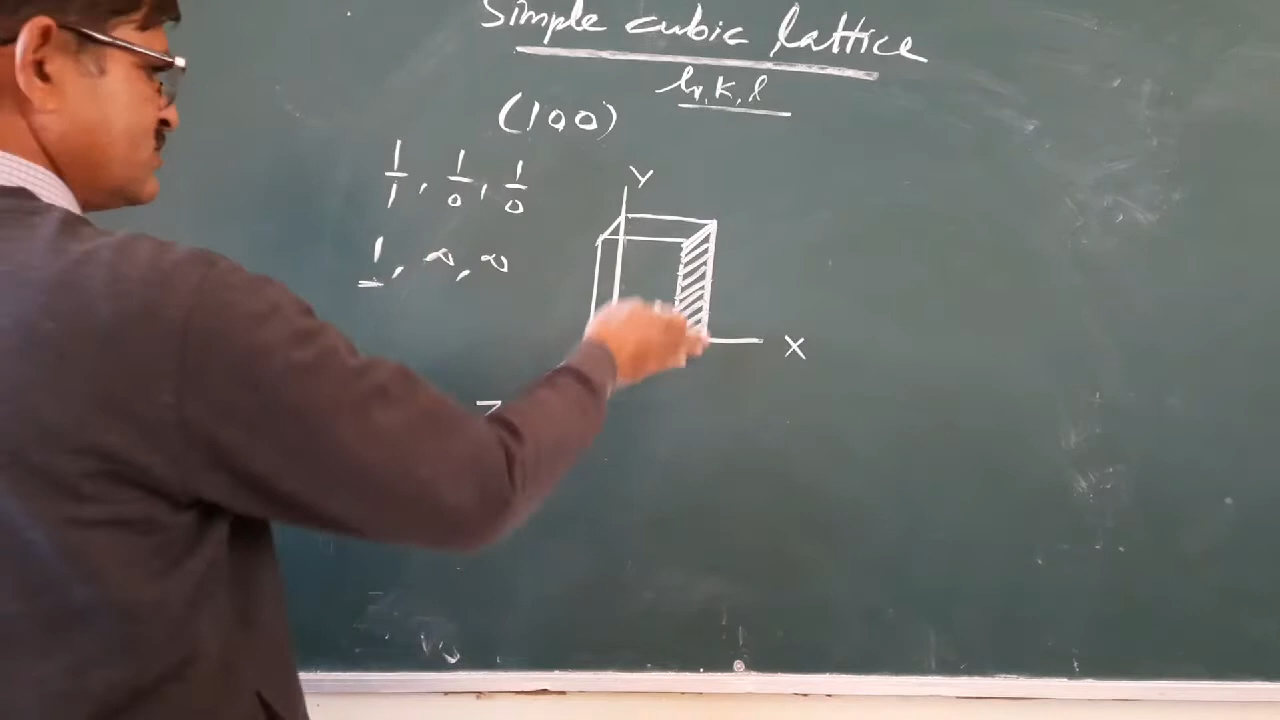 Simple cubic lattice
h, k, l
(100)
1/1, 1/0, 1/0
1, ∞, ∞
Y
X
Z